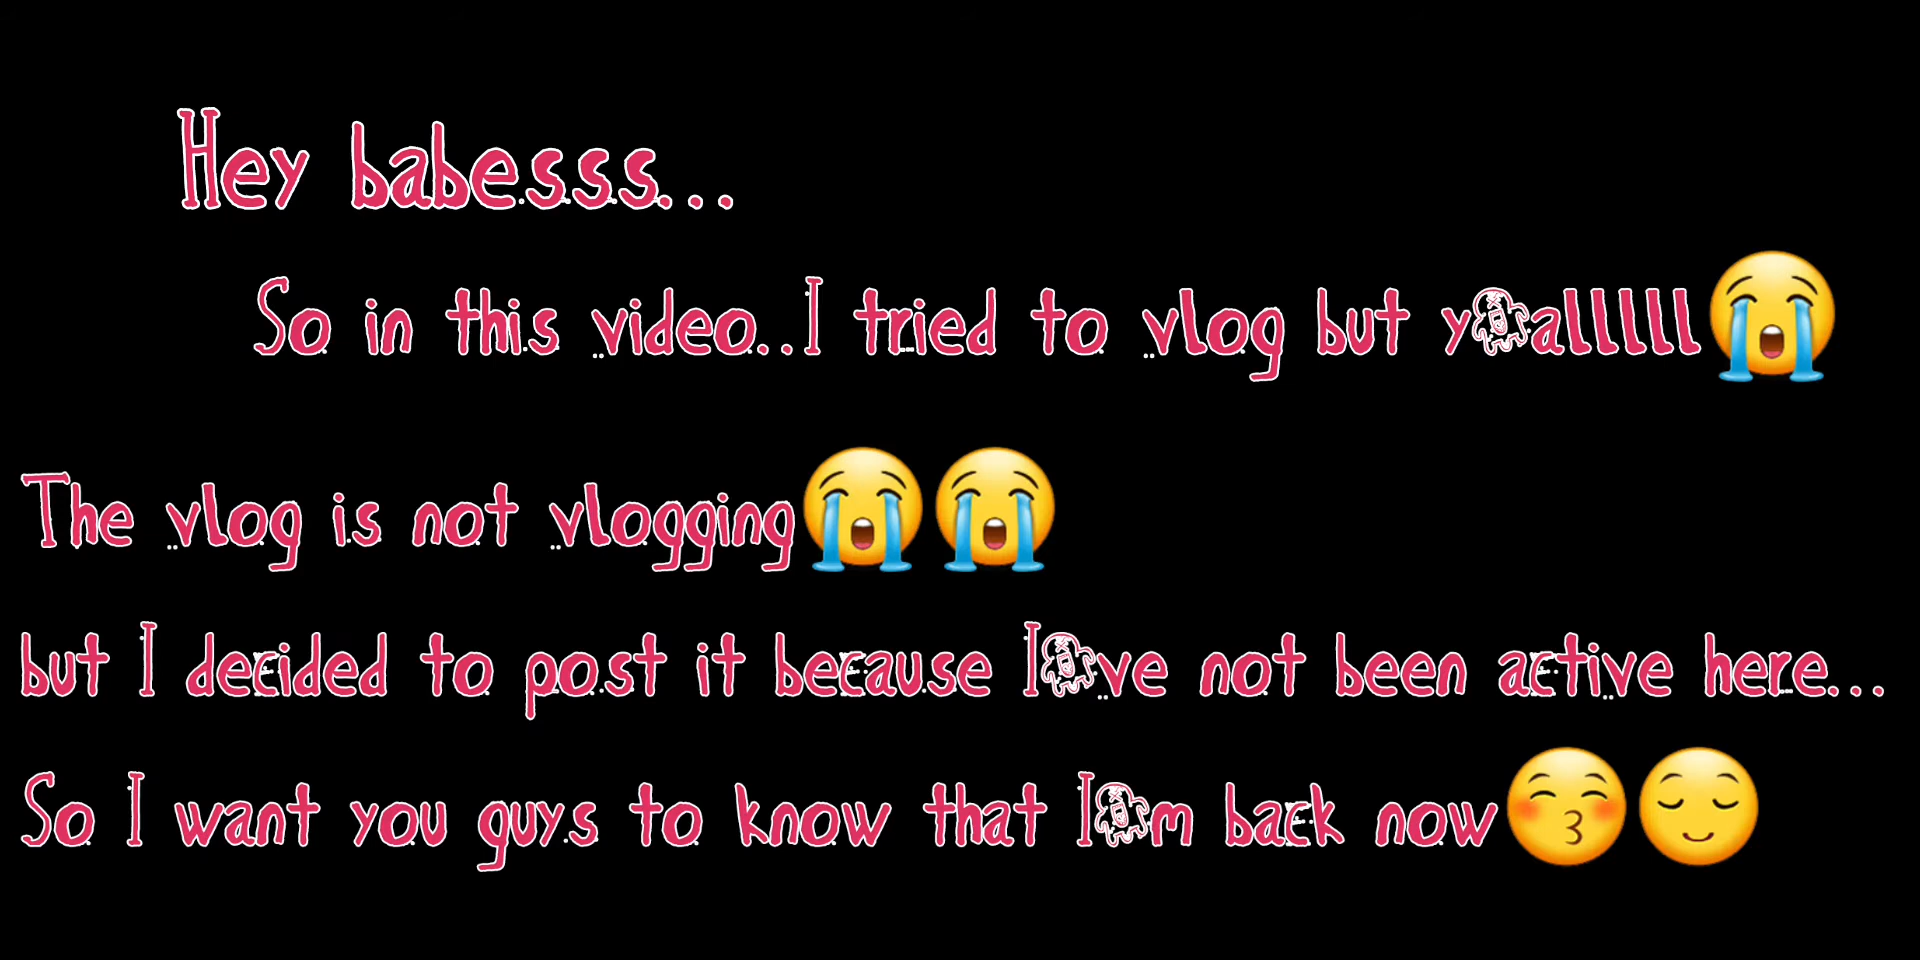 Hey babesss...
So in this video..I tried to vlog but y'alllll😭
The vlog is not vlogging😭😭
but I decided to post it because I've not been active here...
So I want you guys to know that I'm back now😚😌